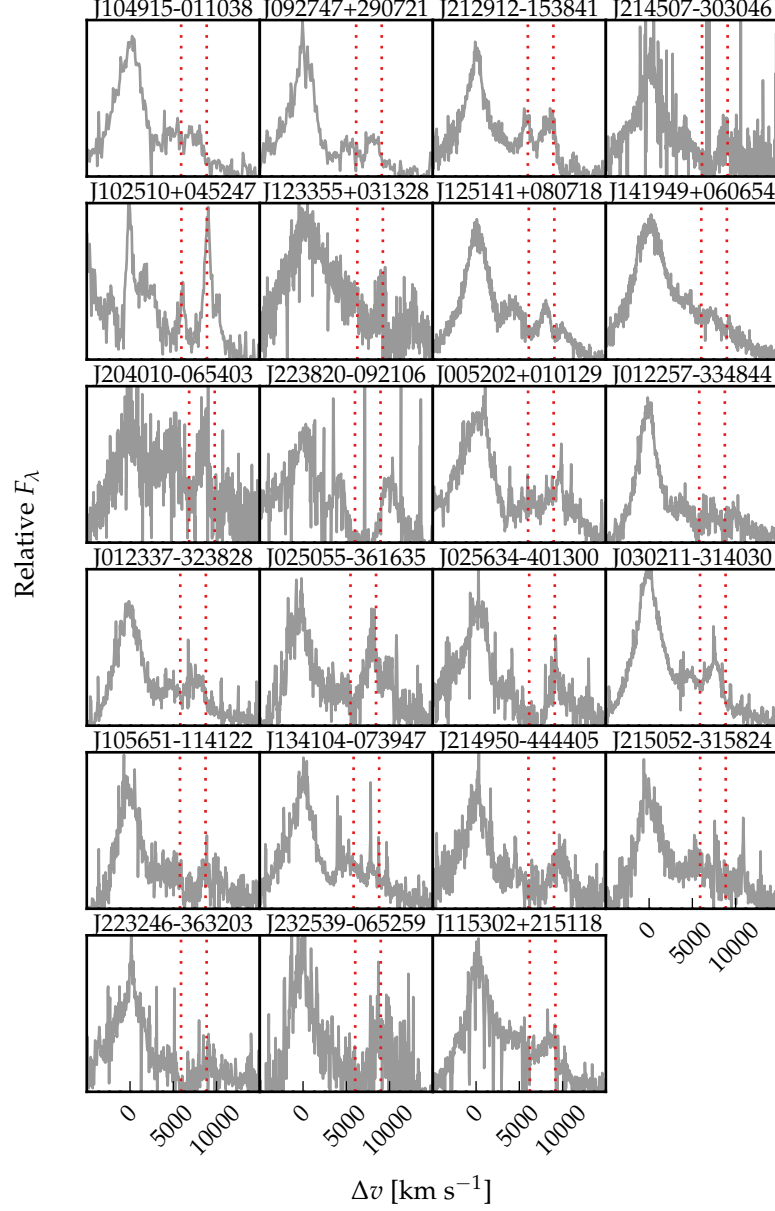 J104915-011038 J092747+290721 J212912-153841 J214507-303046
J102510+045247 J123355+031328 J125141+080718 J141949+060654
J204010-065403 J223820-092106 J005202+010129 J012257-334844
Relative Fλ
J012337-323828 J025055-361635 J025634-401300 J030211-314030
J105651-114122 J134104-073947 J214950-444405 J215052-315824
0 5000 10000
J223246-363203 J232539-065259 J115302+215118
0 5000 10000 0 5000 10000 0 5000 10000
Δv [km s⁻¹]